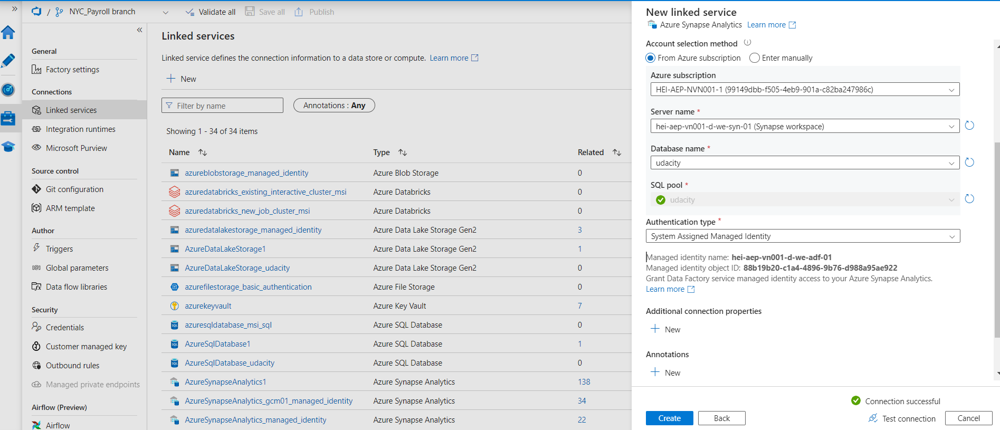 NYC_Payroll branch
Validate all
Save all
Publish
General
Factory settings
Connections
Linked services
Integration runtimes
Microsoft Purview
Source control
Git configuration
ARM template
Author
Triggers
Global parameters
Data flow libraries
Security
Credentials
Customer managed key
Outbound rules
Managed private endpoints
Airflow (Preview)
Airflow
Linked services
Linked service defines the connection information to a data store or compute. Learn more
New
Filter by name
Annotations : Any
Showing 1 - 34 of 34 items
Name Type Related
azureblobstorage_managed_identity Azure Blob Storage 0
azuredatabricks_existing_interactive_cluster_msi Azure Databricks 0
azuredatabricks_new_job_cluster_msi Azure Databricks 0
azuredatalakestorage_managed_identity Azure Data Lake Storage Gen2 3
AzureDataLakeStorage1 Azure Data Lake Storage Gen2 1
AzureDataLakeStorage_udacity Azure Data Lake Storage Gen2 0
azurefilestorage_basic_authentication Azure File Storage 0
azurekeyvault Azure Key Vault 7
azuresqldatabase_msi_sql Azure SQL Database 0
AzureSqlDatabase1 Azure SQL Database 1
AzureSqlDatabase_udacity Azure SQL Database 0
AzureSynapseAnalytics1 Azure Synapse Analytics 138
AzureSynapseAnalytics_gcm01_managed_identity Azure Synapse Analytics 34
AzureSynapseAnalytics_managed_identity Azure Synapse Analytics 22
New linked service
Azure Synapse Analytics Learn more
Account selection method
From Azure subscription Enter manually
Azure subscription
HEI-AEP-NVN001-1 (99149dbb-f505-4eb9-901a-c82ba247986c)
Server name *
hei-aep-vn001-d-we-syn-01 (Synapse workspace)
Database name *
udacity
SQL pool *
udacity
Authentication type *
System Assigned Managed Identity
Managed identity name: hei-aep-vn001-d-we-adf-01
Managed identity object ID: 88b19b20-c1a4-4896-9b76-d988a95ae922
Grant Data Factory service managed identity access to your Azure Synapse Analytics.
Learn more
Additional connection properties
New
Annotations
New
Connection successful
Create Back Test connection Cancel